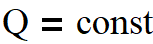 Q = const